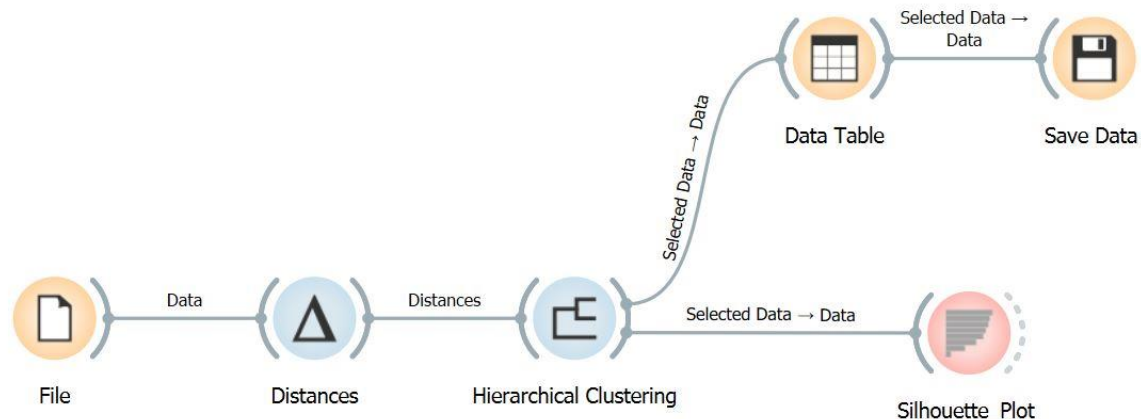 Selected Data →
Data
Data Table
Save Data
Selected Data → Data
Data
Distances
Selected Data → Data
File
Distances
Hierarchical Clustering
Silhouette Plot